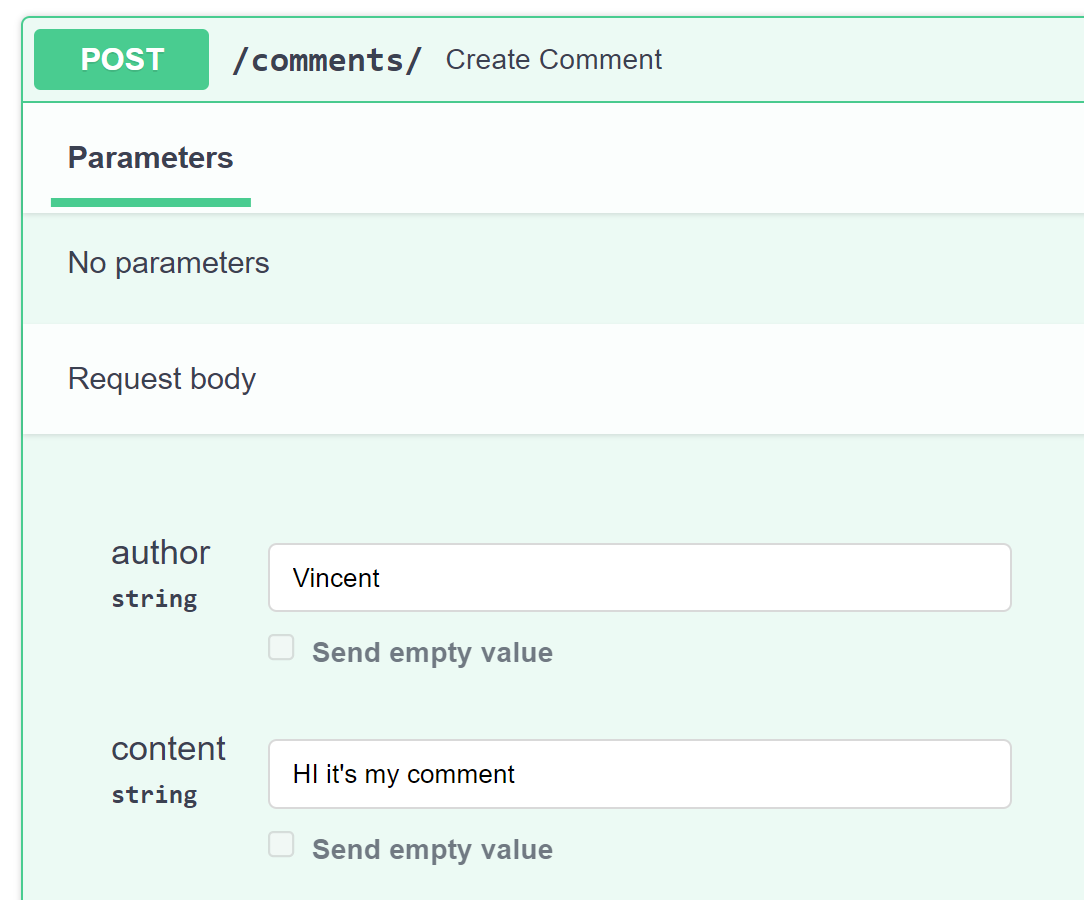 POST /comments/ Create Comment
Parameters
No parameters
Request body
author
string
Vincent
Send empty value
content
string
HI it's my comment
Send empty value